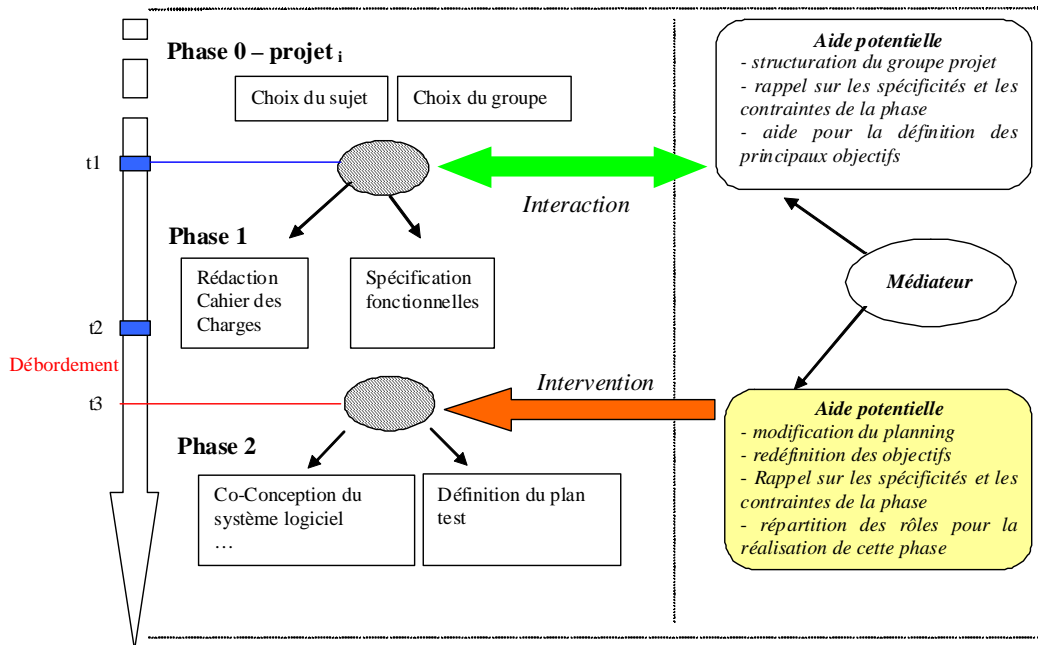 Phase 0 – projet i
Choix du sujet
Choix du groupe
t1
Interaction
Aide potentielle
- structuration du groupe projet
- rappel sur les spécificités et les
contraintes de la phase
- aide pour la définition des
principaux objectifs
Phase 1
Rédaction
Cahier des
Charges
Spécification
fonctionnelles
Médiateur
t2
Débordement
t3
Intervention
Phase 2
Co-Conception du
système logiciel
…
Définition du plan
test
Aide potentielle
- modification du planning
- redéfinition des objectifs
- Rappel sur les spécificités et les
contraintes de la phase
- répartition des rôles pour la
réalisation de cette phase